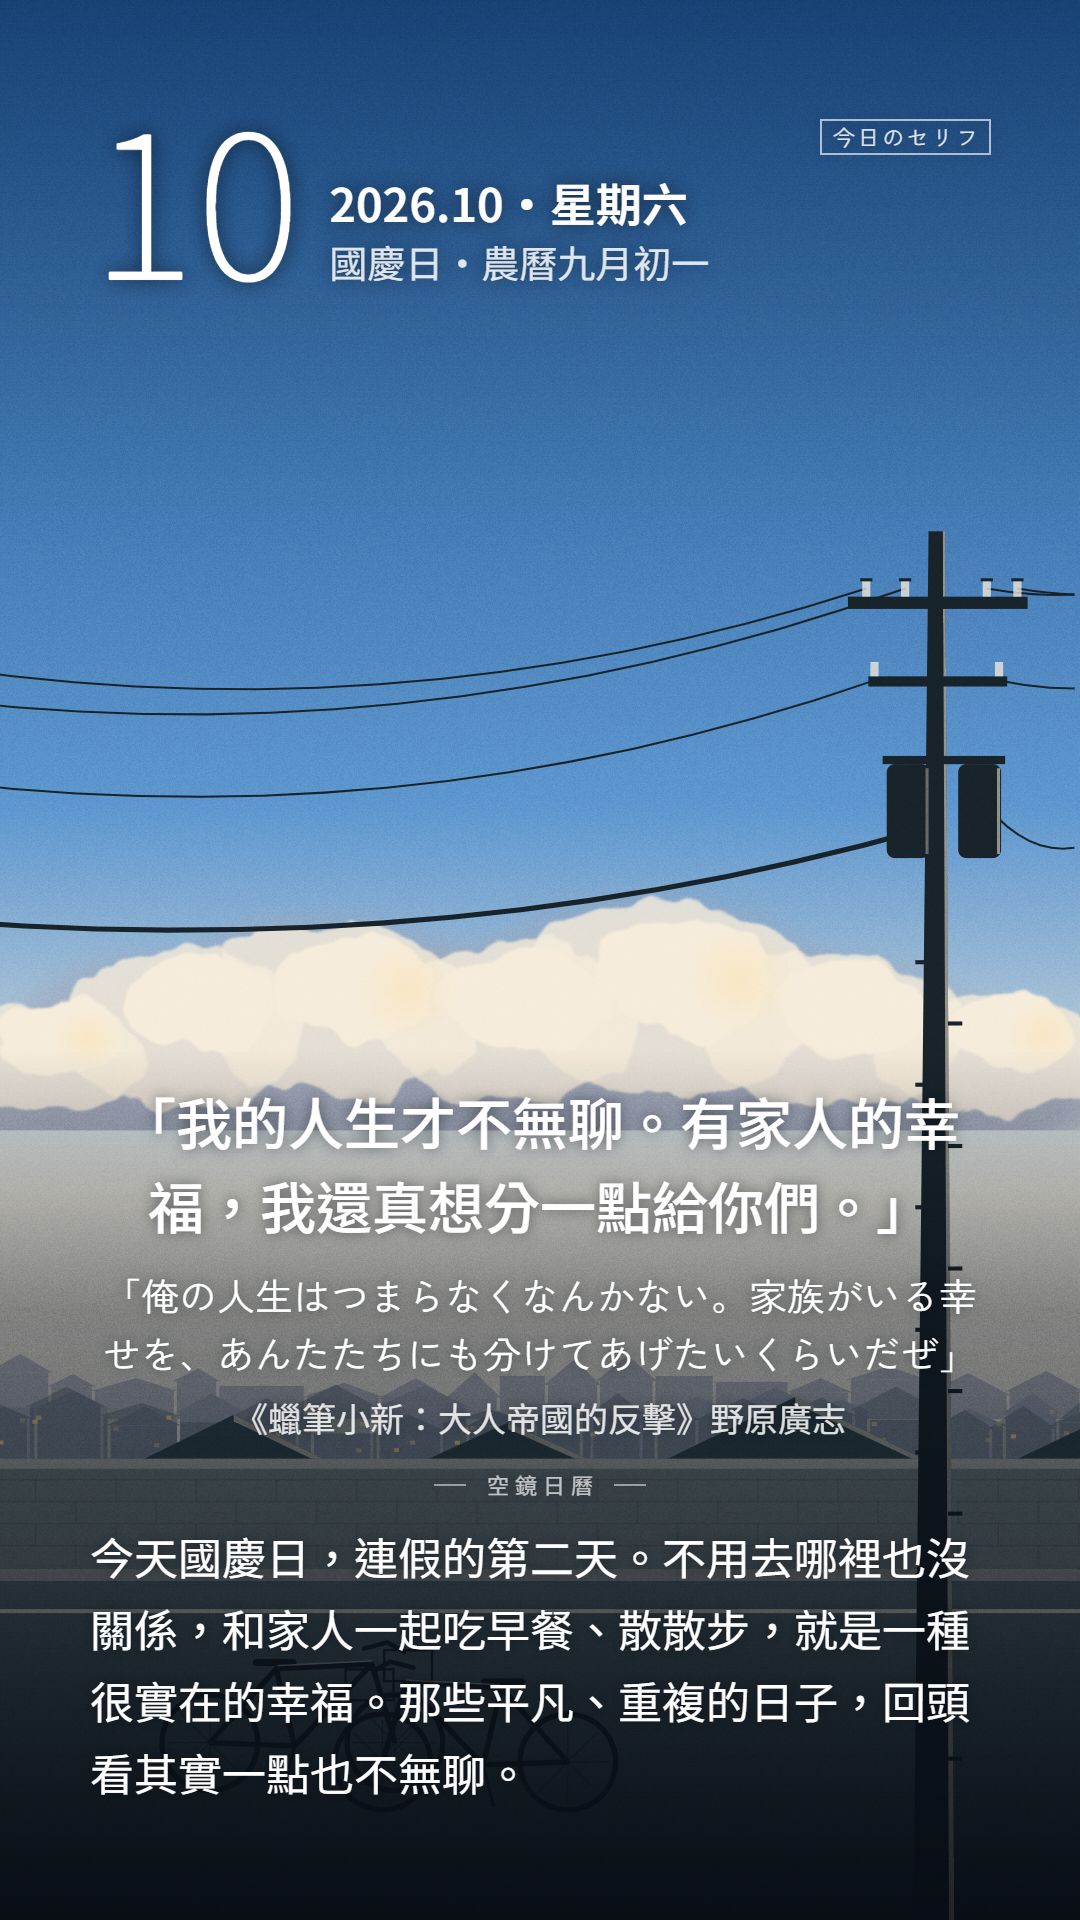 今日のセリフ
10
2026.10・星期六
國慶日・農曆九月初一
「我的人生才不無聊。有家人的幸
福，我還真想分一點給你們。」
「俺の人生はつまらなくなんかない。家族がいる幸
せを、あんたたちにも分けてあげたいくらいだぜ」
《蠟筆小新：大人帝國的反擊》野原廣志
空鏡日曆
今天國慶日，連假的第二天。不用去哪裡也沒
關係，和家人一起吃早餐、散散步，就是一種
很實在的幸福。那些平凡、重複的日子，回頭
看其實一點也不無聊。